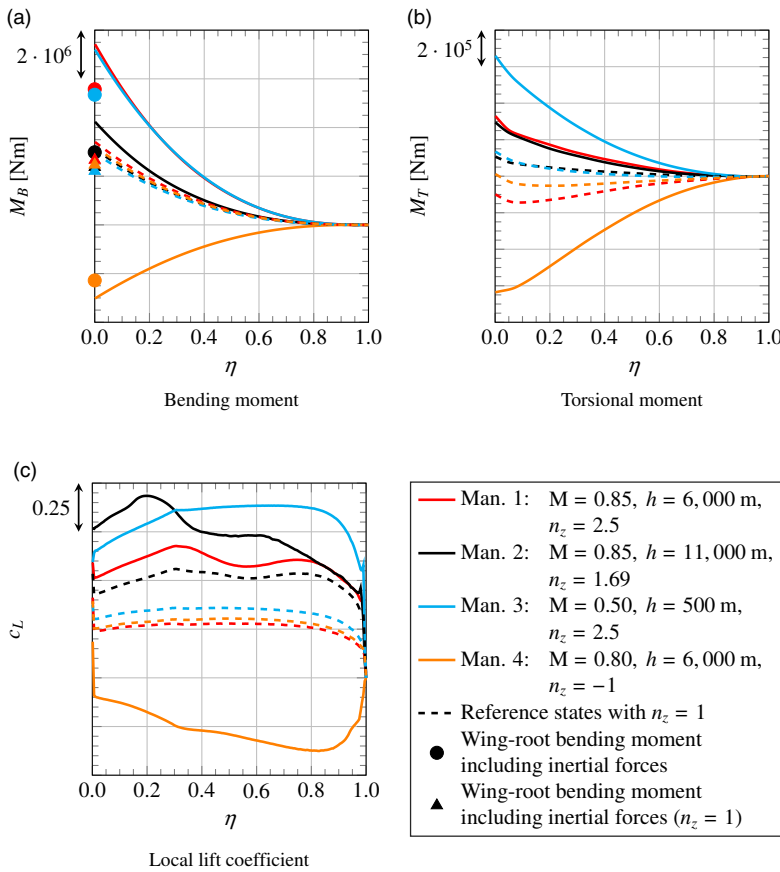 (a)
2 · 10⁶
M_B [Nm]
0.0 0.2 0.4 0.6 0.8 1.0
η
Bending moment
(b)
2 · 10⁵
M_T [Nm]
0.0 0.2 0.4 0.6 0.8 1.0
η
Torsional moment
(c)
0.25
c_L
0.0 0.2 0.4 0.6 0.8 1.0
η
Local lift coefficient
Man. 1: M = 0.85, h = 6,000 m,
n_z = 2.5
Man. 2: M = 0.85, h = 11,000 m,
n_z = 1.69
Man. 3: M = 0.50, h = 500 m,
n_z = 2.5
Man. 4: M = 0.80, h = 6,000 m,
n_z = −1
Reference states with n_z = 1
Wing-root bending moment
including inertial forces
Wing-root bending moment
including inertial forces (n_z = 1)